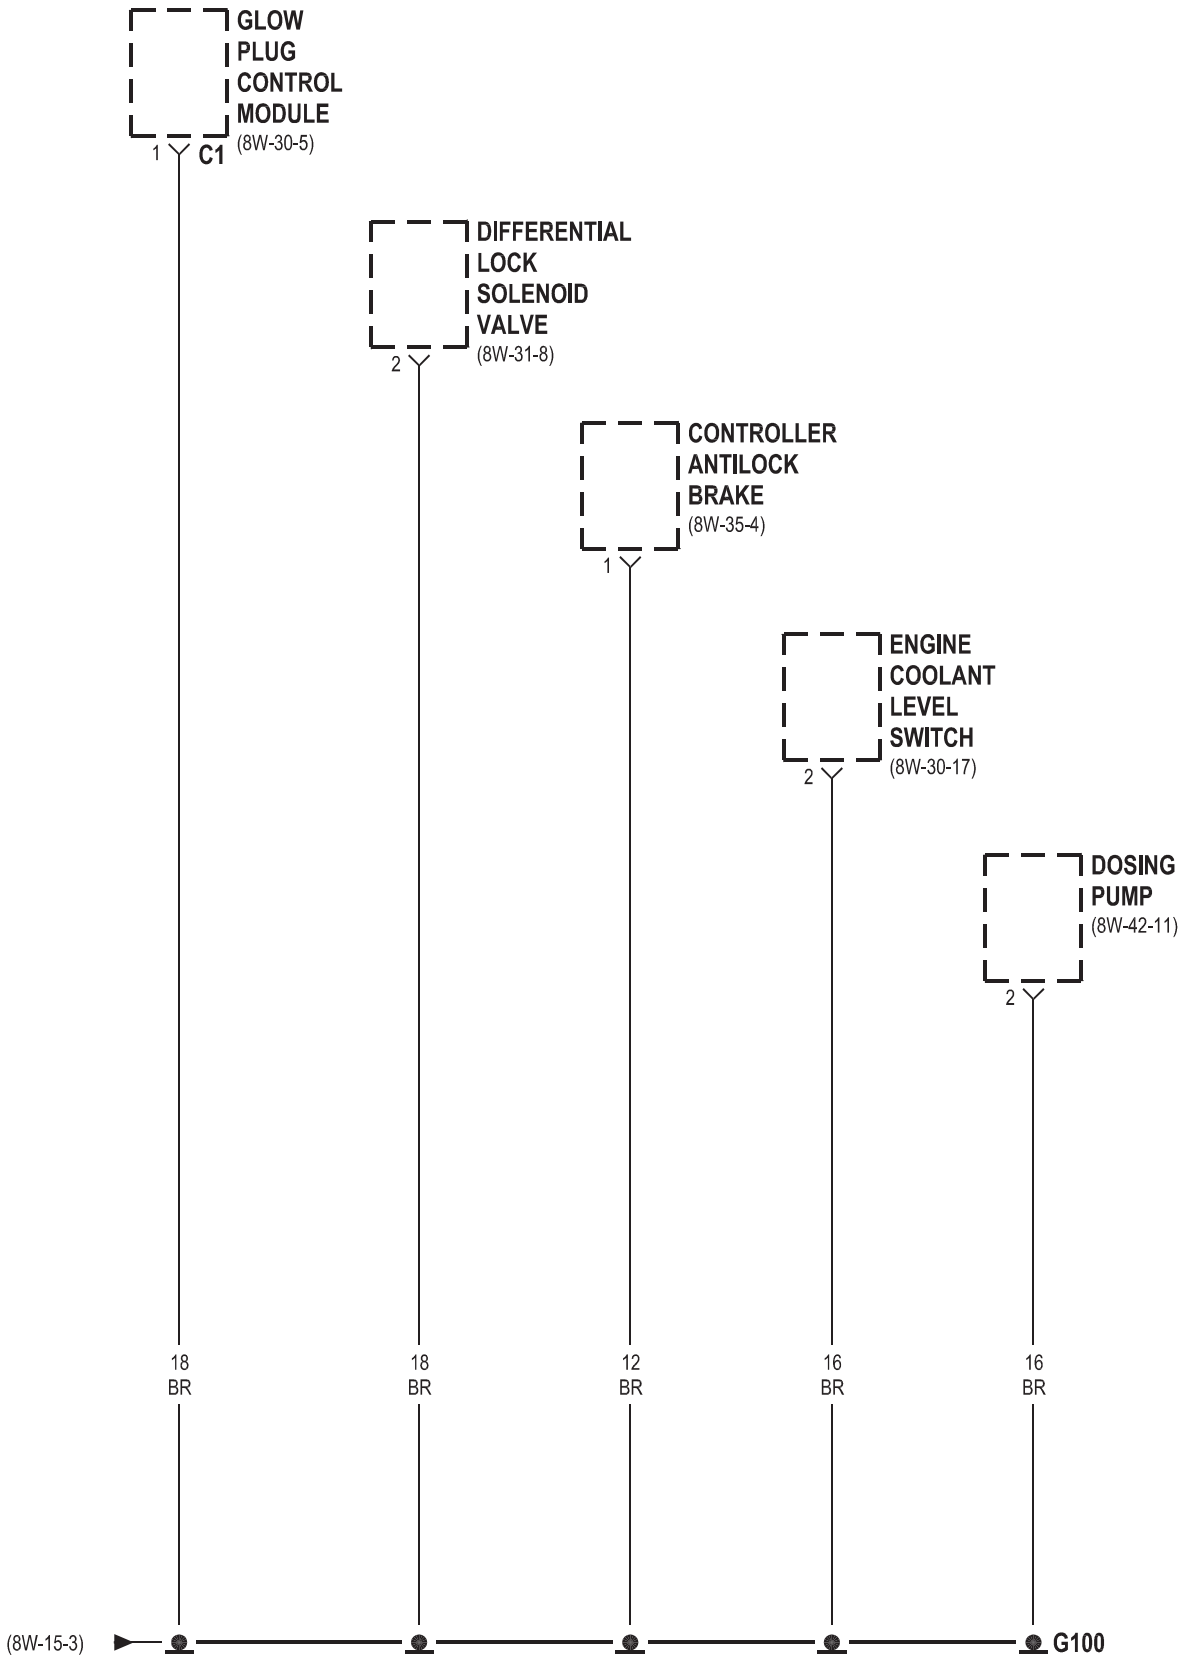 GLOW
PLUG
CONTROL
MODULE
(8W-30-5)
1
C1
DIFFERENTIAL
LOCK
SOLENOID
VALVE
(8W-31-8)
2
CONTROLLER
ANTILOCK
BRAKE
(8W-35-4)
1
ENGINE
COOLANT
LEVEL
SWITCH
(8W-30-17)
2
DOSING
PUMP
(8W-42-11)
2
18
BR
18
BR
12
BR
16
BR
16
BR
(8W-15-3)
G100